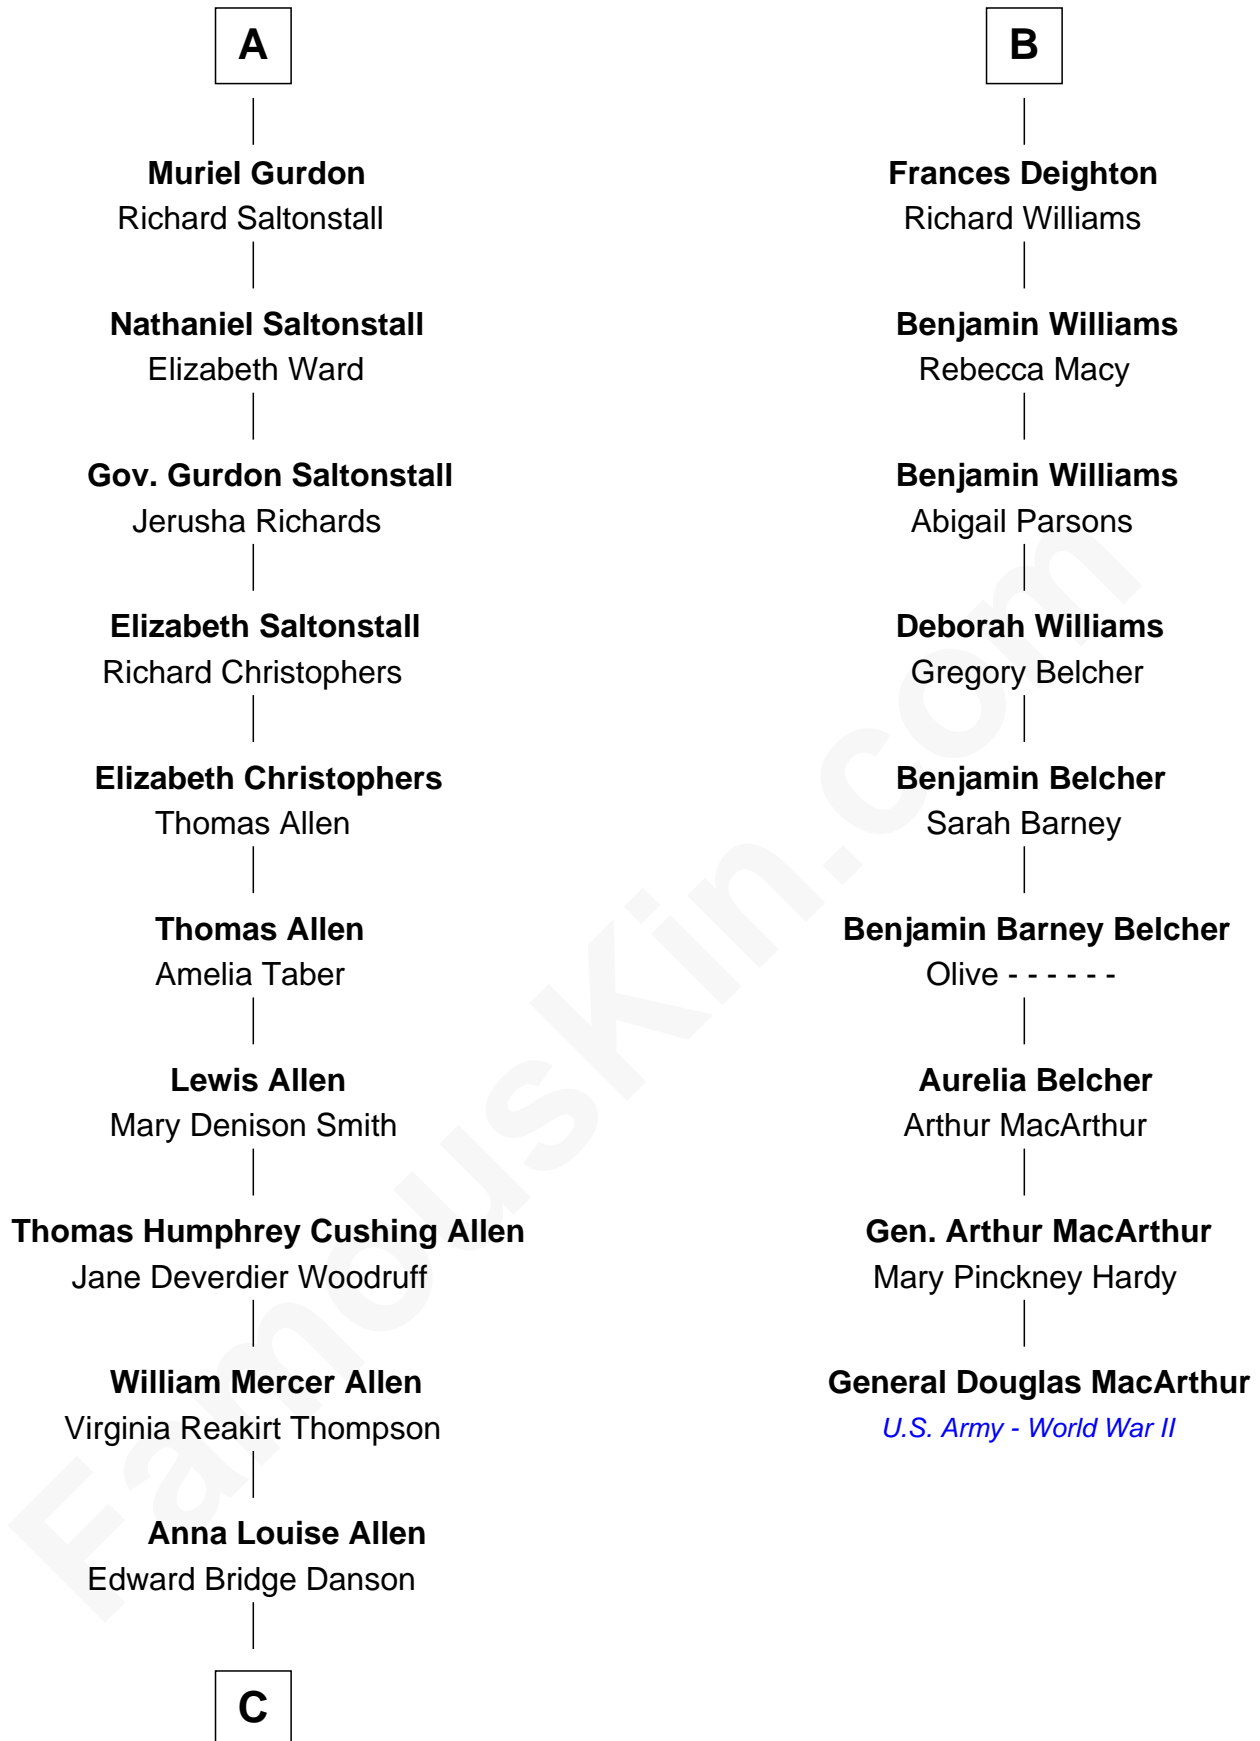 A
Muriel Gurdon
Richard Saltonstall
Nathaniel Saltonstall
Elizabeth Ward
Gov. Gurdon Saltonstall
Jerusha Richards
Elizabeth Saltonstall
Richard Christophers
Elizabeth Christophers
Thomas Allen
Thomas Allen
Amelia Taber
Lewis Allen
Mary Denison Smith
Thomas Humphrey Cushing Allen
Jane Deverdier Woodruff
William Mercer Allen
Virginia Reakirt Thompson
Anna Louise Allen
Edward Bridge Danson
C
B
Frances Deighton
Richard Williams
Benjamin Williams
Rebecca Macy
Benjamin Williams
Abigail Parsons
Deborah Williams
Gregory Belcher
Benjamin Belcher
Sarah Barney
Benjamin Barney Belcher
Olive - - - - - -
Aurelia Belcher
Arthur MacArthur
Gen. Arthur MacArthur
Mary Pinckney Hardy
General Douglas MacArthur
U.S. Army - World War II
FamousKin.com